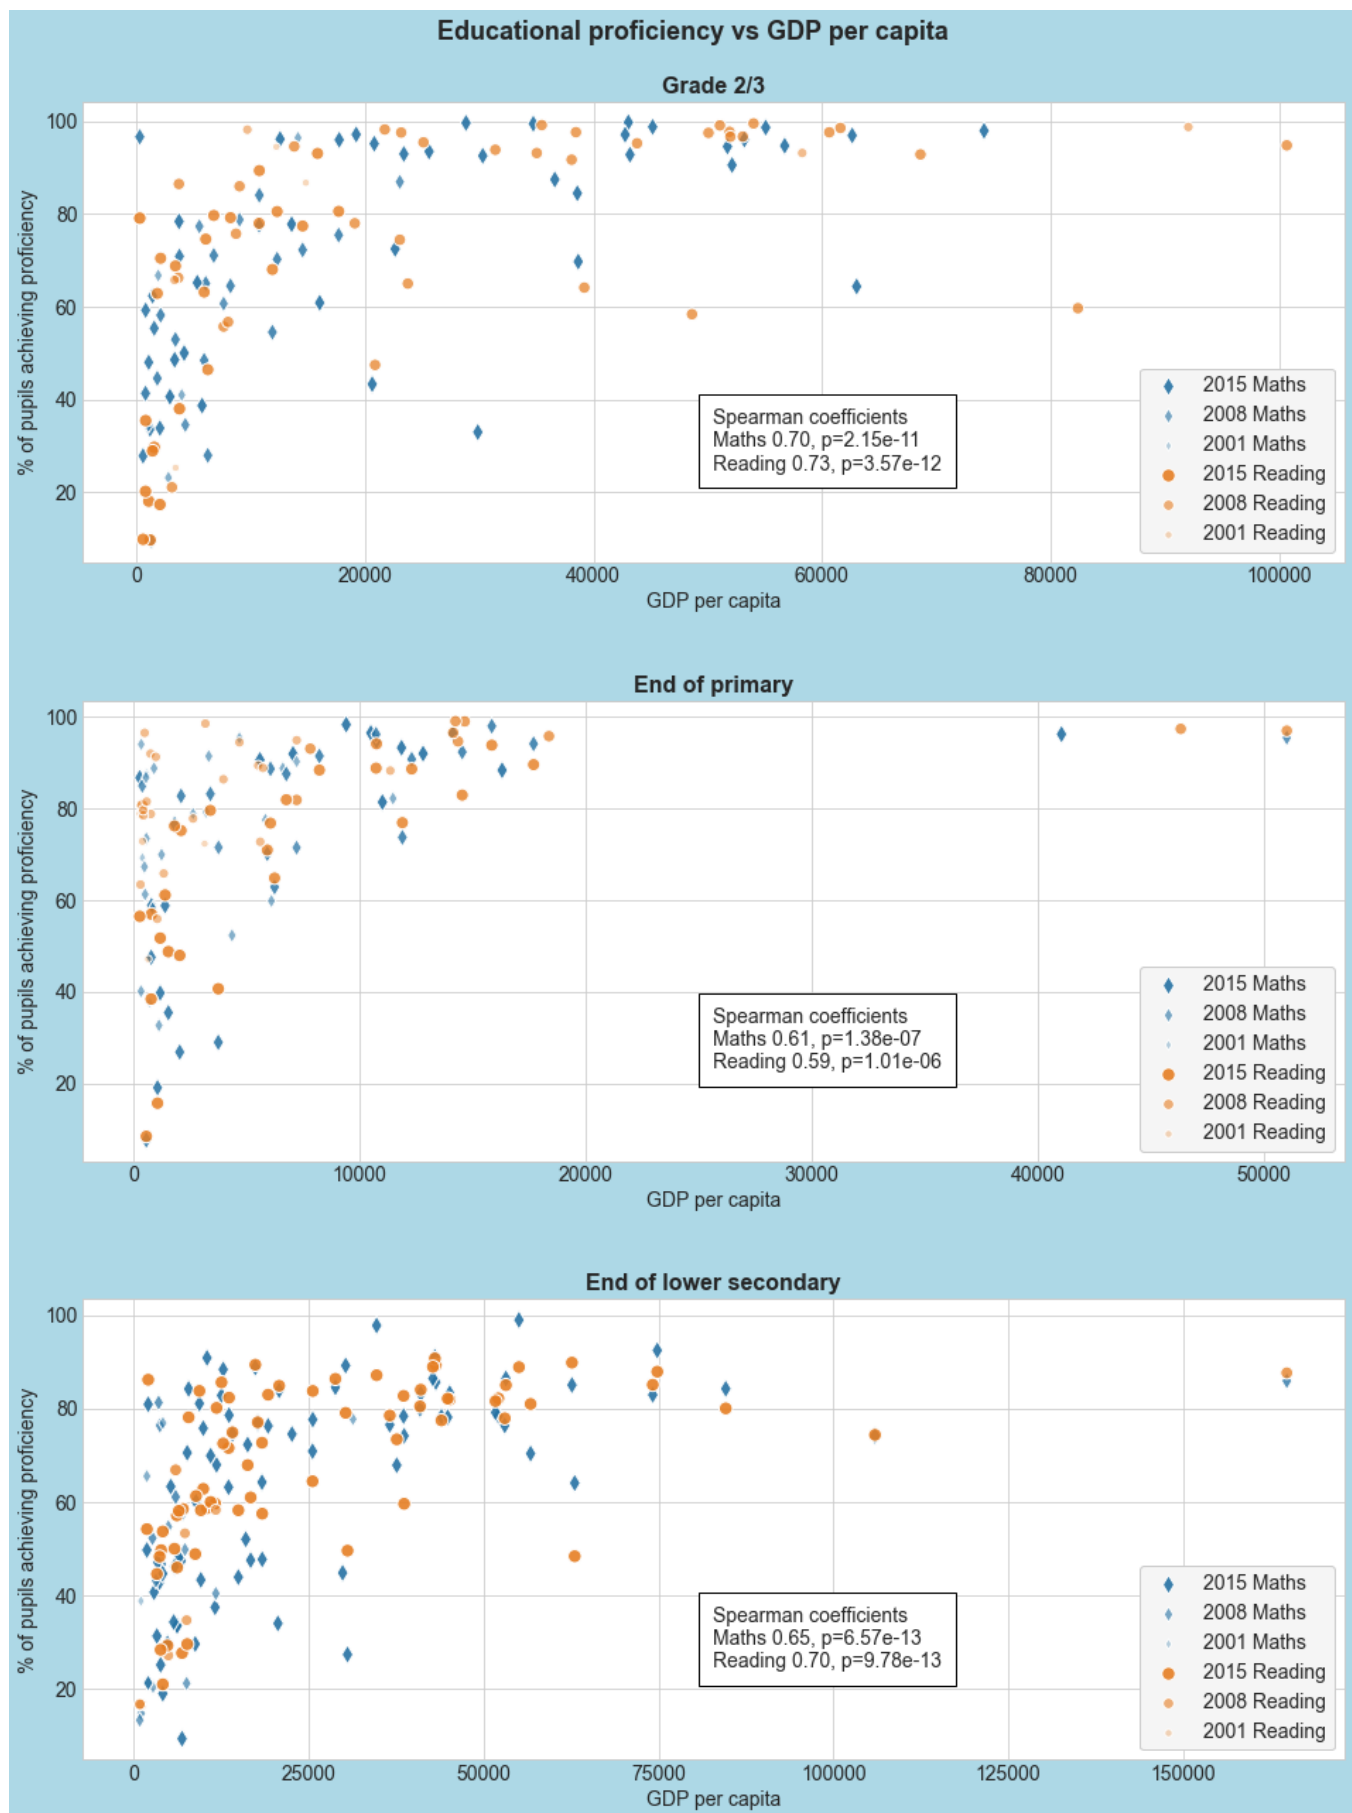 Educational proficiency vs GDP per capita
Grade 2/3
% of pupils achieving proficiency
100
80
60
40
20
Spearman coefficients
Maths 0.70, p=2.15e-11
Reading 0.73, p=3.57e-12
2015 Maths
2008 Maths
2001 Maths
2015 Reading
2008 Reading
2001 Reading
0 20000 40000 60000 80000 100000
GDP per capita
End of primary
% of pupils achieving proficiency
100
80
60
40
20
Spearman coefficients
Maths 0.61, p=1.38e-07
Reading 0.59, p=1.01e-06
2015 Maths
2008 Maths
2001 Maths
2015 Reading
2008 Reading
2001 Reading
0 10000 20000 30000 40000 50000
GDP per capita
End of lower secondary
% of pupils achieving proficiency
100
80
60
40
20
Spearman coefficients
Maths 0.65, p=6.57e-13
Reading 0.70, p=9.78e-13
2015 Maths
2008 Maths
2001 Maths
2015 Reading
2008 Reading
2001 Reading
0 25000 50000 75000 100000 125000 150000
GDP per capita